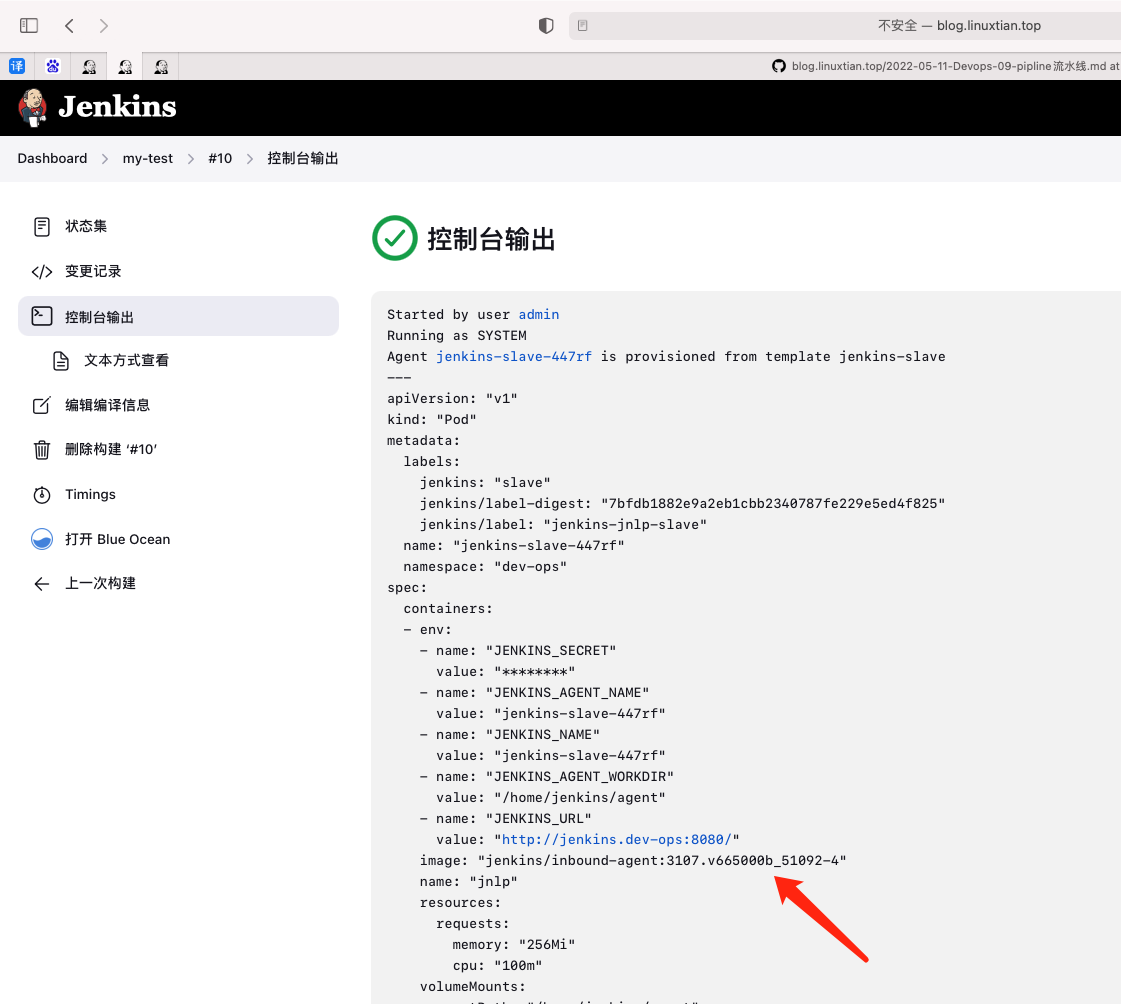 不安全 — blog.linuxtian.top
译
blog.linuxtian.top/2022-05-11-Devops-09-pipline流水线.md at
Jenkins
Dashboard > my-test > #10 > 控制台输出
状态集
变更记录
控制台输出
文本方式查看
编辑编译信息
删除构建 ‘#10’
Timings
打开 Blue Ocean
上一次构建
控制台输出
Started by user admin
Running as SYSTEM
Agent jenkins-slave-447rf is provisioned from template jenkins-slave
---
apiVersion: "v1"
kind: "Pod"
metadata:
  labels:
    jenkins: "slave"
    jenkins/label-digest: "7bfdb1882e9a2eb1cbb2340787fe229e5ed4f825"
    jenkins/label: "jenkins-jnlp-slave"
  name: "jenkins-slave-447rf"
  namespace: "dev-ops"
spec:
  containers:
  - env:
    - name: "JENKINS_SECRET"
      value: "********"
    - name: "JENKINS_AGENT_NAME"
      value: "jenkins-slave-447rf"
    - name: "JENKINS_NAME"
      value: "jenkins-slave-447rf"
    - name: "JENKINS_AGENT_WORKDIR"
      value: "/home/jenkins/agent"
    - name: "JENKINS_URL"
      value: "http://jenkins.dev-ops:8080/"
    image: "jenkins/inbound-agent:3107.v665000b_51092-4"
    name: "jnlp"
    resources:
      requests:
        memory: "256Mi"
        cpu: "100m"
    volumeMounts: